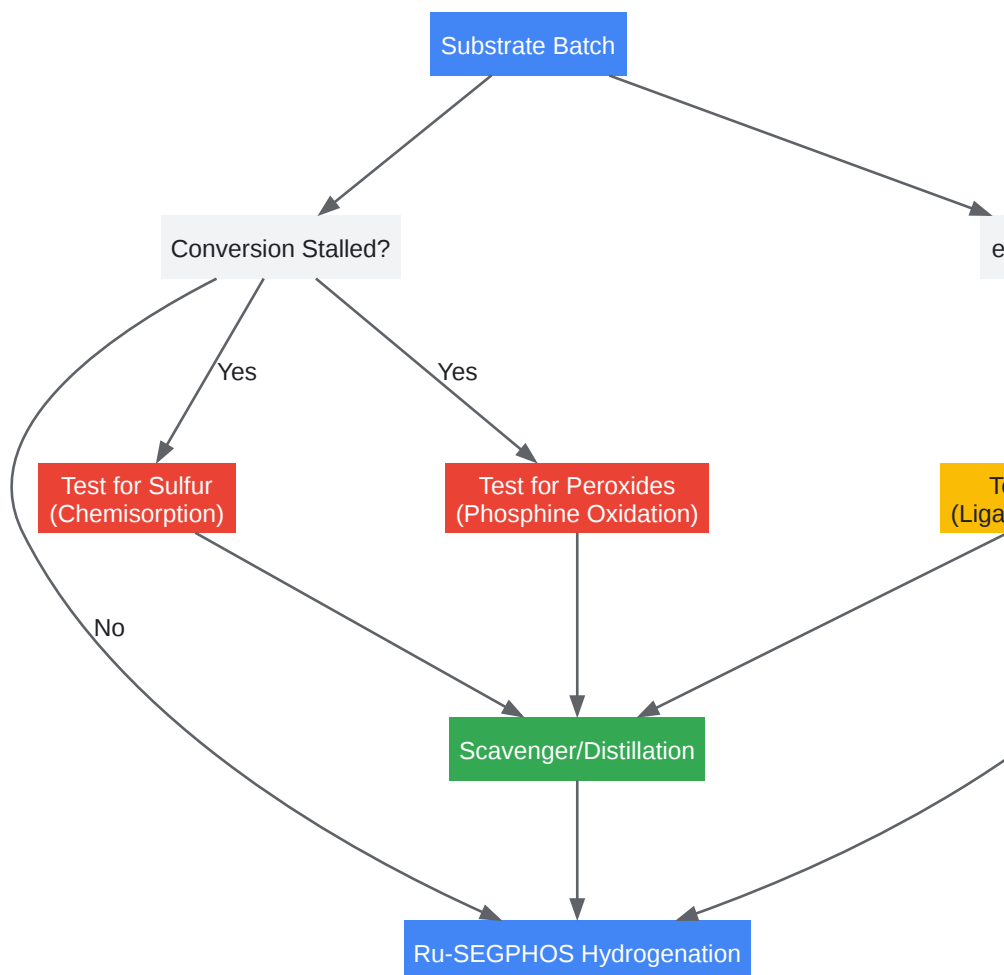 Substrate Batch
Conversion Stalled?
e
Yes
Yes
Test for Sulfur
(Chemisorption)
Test for Peroxides
(Phosphine Oxidation)
(Liga
No
Scavenger/Distillation
Ru-SEGPHOS Hydrogenation